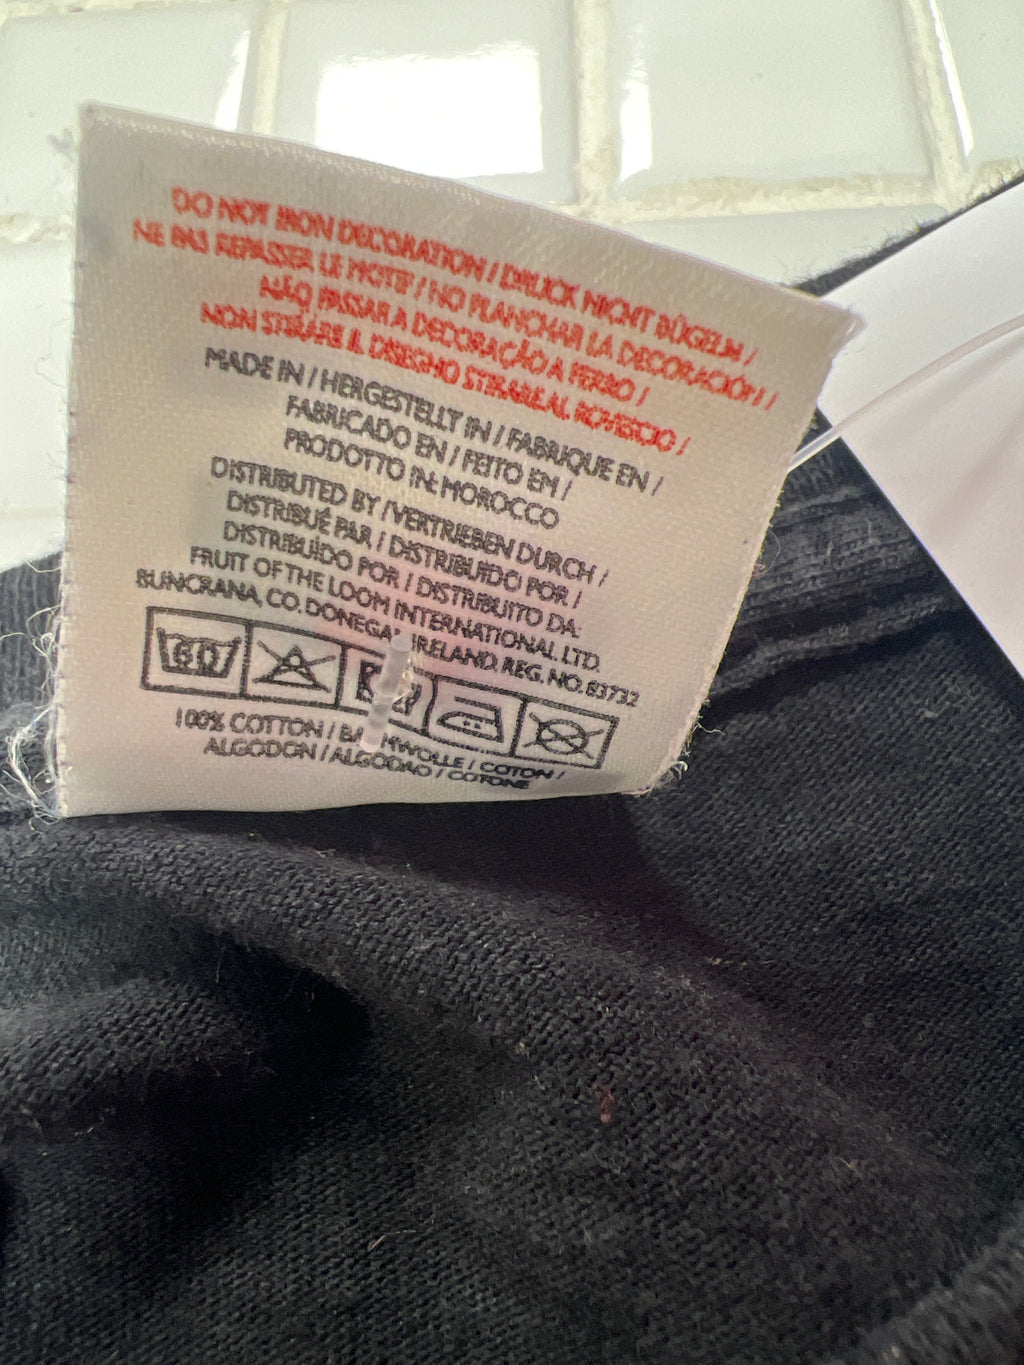 DO NOT IRON DECORATION / DRUCK NICHT BÜGELN /
NE PAS REPASSER LE MOTIF / NO PLANCHAR LA DECORACIÓN /
NÃO PASSAR A DECORAÇÃO A FERRO /
NON STIRARE IL DISEGNO STIRARE AL ROVESCIO /
MADE IN / HERGESTELLT IN / FABRIQUE EN /
FABRICADO EN / FEITO EM /
PRODOTTO IN: MOROCCO
DISTRIBUTED BY / VERTRIEBEN DURCH /
DISTRIBUÉ PAR / DISTRIBUIDO POR /
DISTRIBUÍDO POR / DISTRIBUITO DA:
FRUIT OF THE LOOM INTERNATIONAL LTD.
BUNCRANA, CO. DONEGAL IRELAND. REG. NO. 63732
60
100% COTTON / BAUMWOLLE / COTON /
ALGODON / ALGODAO / COTONE